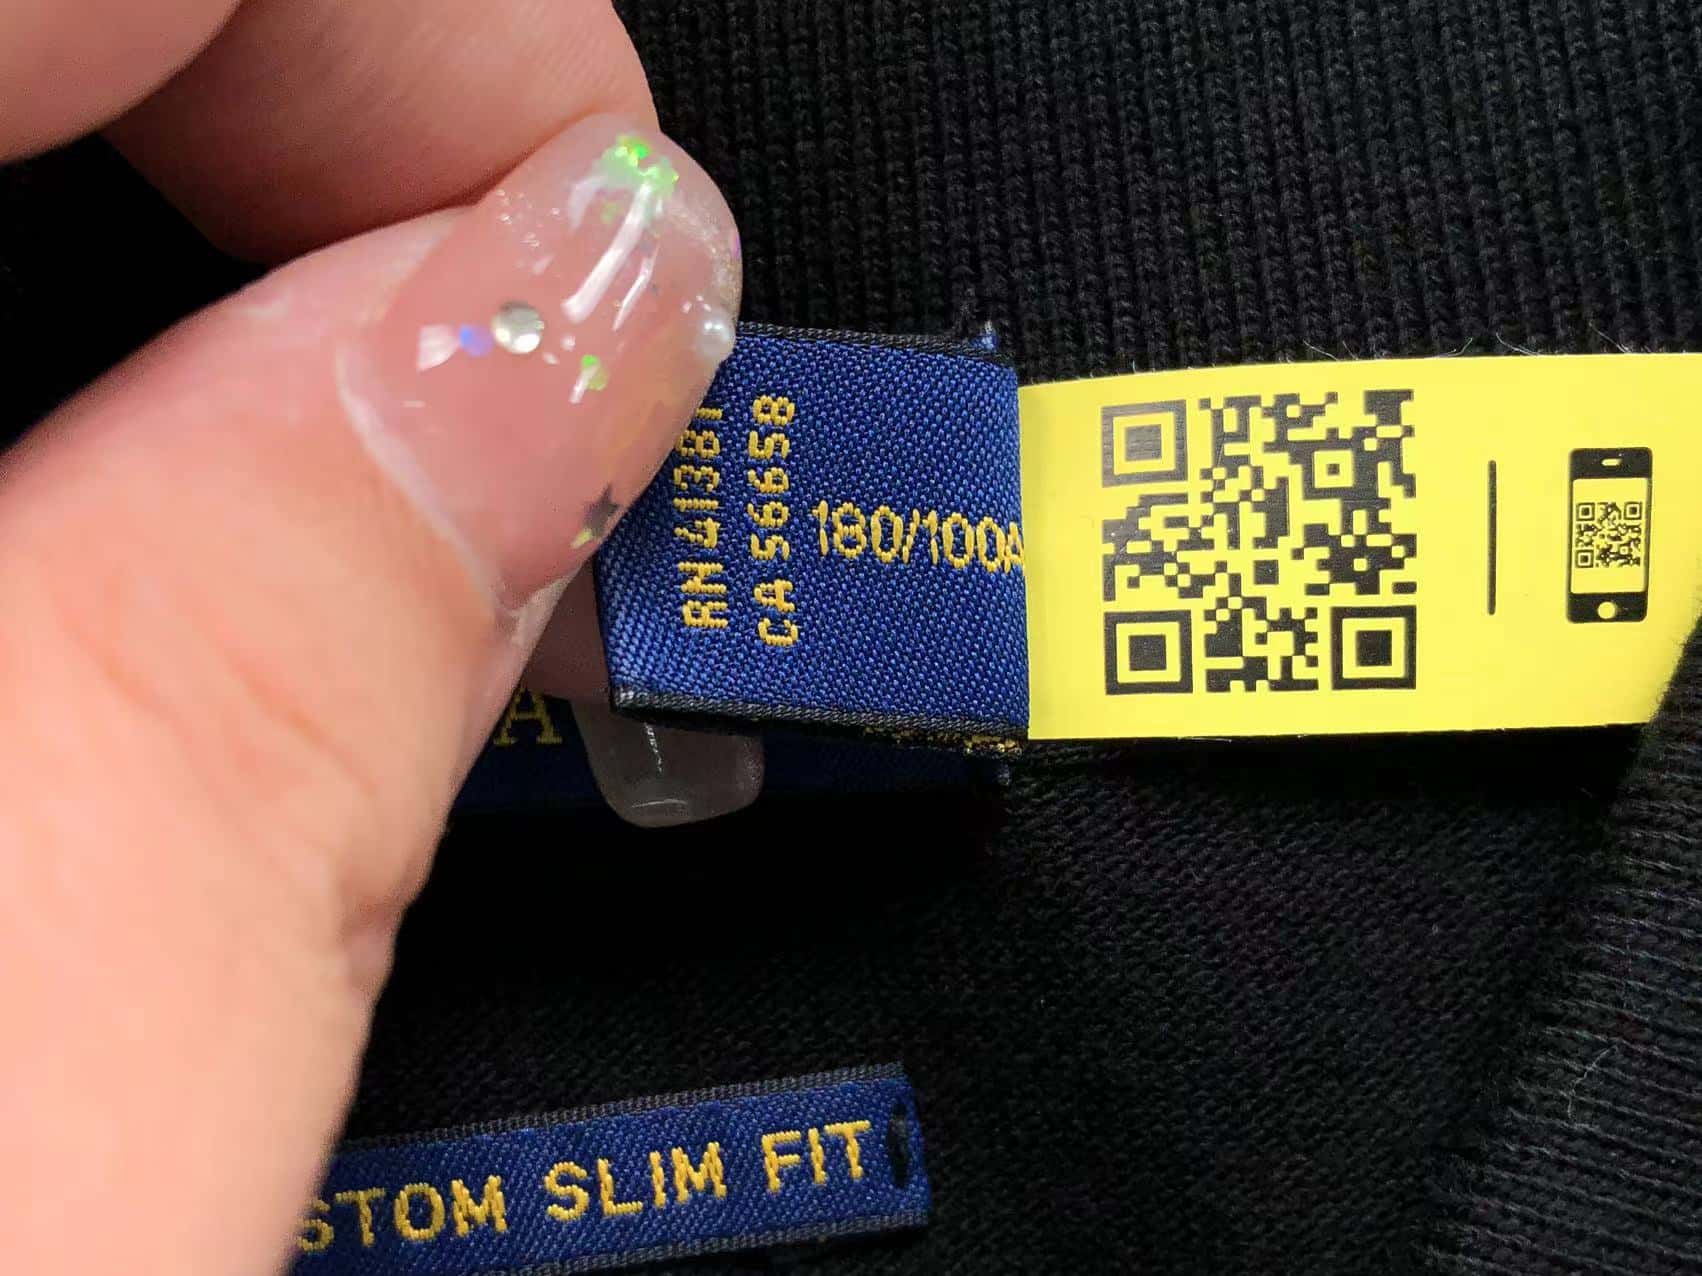 RN 41381
CA 56658
180/100A
STOM SLIM FIT
A